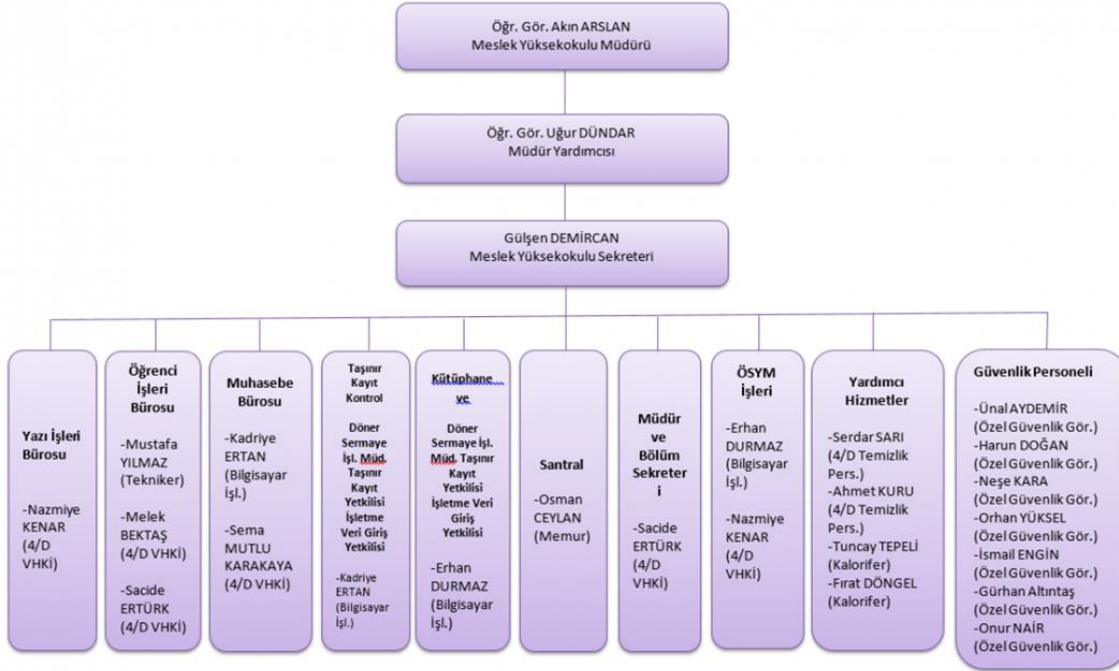 Öğr. Gör. Akın ARSLAN
Meslek Yüksekokulu Müdürü
Öğr. Gör. Uğur DÜNDAR
Müdür Yardımcısı
Gülşen DEMİRCAN
Meslek Yüksekokulu Sekreteri
Yazı İşleri
Bürosu
-Nazmiye
KENAR
(4/D
VHKİ)
Öğrenci
İşleri
Bürosu
-Mustafa
YILMAZ
(Tekniker)
-Melek
BEKTAŞ
(4/D VHKİ)
-Sacide
ERTÜRK
(4/D VHKİ)
Muhasebe
Bürosu
-Kadriye
ERTAN
(Bilgisayar
İşl.)
-Sema
MUTLU
KARAKAYA
(4/D VHKİ)
Taşınır
Kayıt
Kontrol
Döner
Sermaye
İşl. Müd.
Taşınır
Kayıt
Yetkilisi
İşletme
Veri Giriş
Yetkilisi
-Kadriye
ERTAN
(Bilgisayar
İşl.)
Kütüphane
ve
Döner
Sermaye İşl.
Müd. Taşınır
Kayıt
Yetkilisi
İşletme Veri
Giriş
Yetkilisi
-Erhan
DURMAZ
(Bilgisayar
İşl.)
Santral
-Osman
CEYLAN
(Memur)
Müdür
ve
Bölüm
Sekreter
i
-Sacide
ERTÜRK
(4/D
VHKİ)
ÖSYM
İşleri
-Erhan
DURMAZ
(Bilgisayar
İşl.)
-Nazmiye
KENAR
(4/D
VHKİ)
Yardımcı
Hizmetler
-Serdar SARI
(4/D Temizlik
Pers.)
-Ahmet KURU
(4/D Temizlik
Pers.)
-Tuncay TEPELİ
(Kalorifer)
-Fırat DÖNGEL
(Kalorifer)
Güvenlik Personeli
-Ünal AYDEMİR
(Özel Güvenlik Gör.)
-Harun DOĞAN
(Özel Güvenlik Gör.)
-Neşe KARA
(Özel Güvenlik Gör.)
-Orhan YÜKSEL
(Özel Güvenlik Gör.)
-İsmail ENGİN
(Özel Güvenlik Gör.)
-Gürhan Altıntaş
(Özel Güvenlik Gör.)
-Onur NAİR
(Özel Güvenlik Gör.)